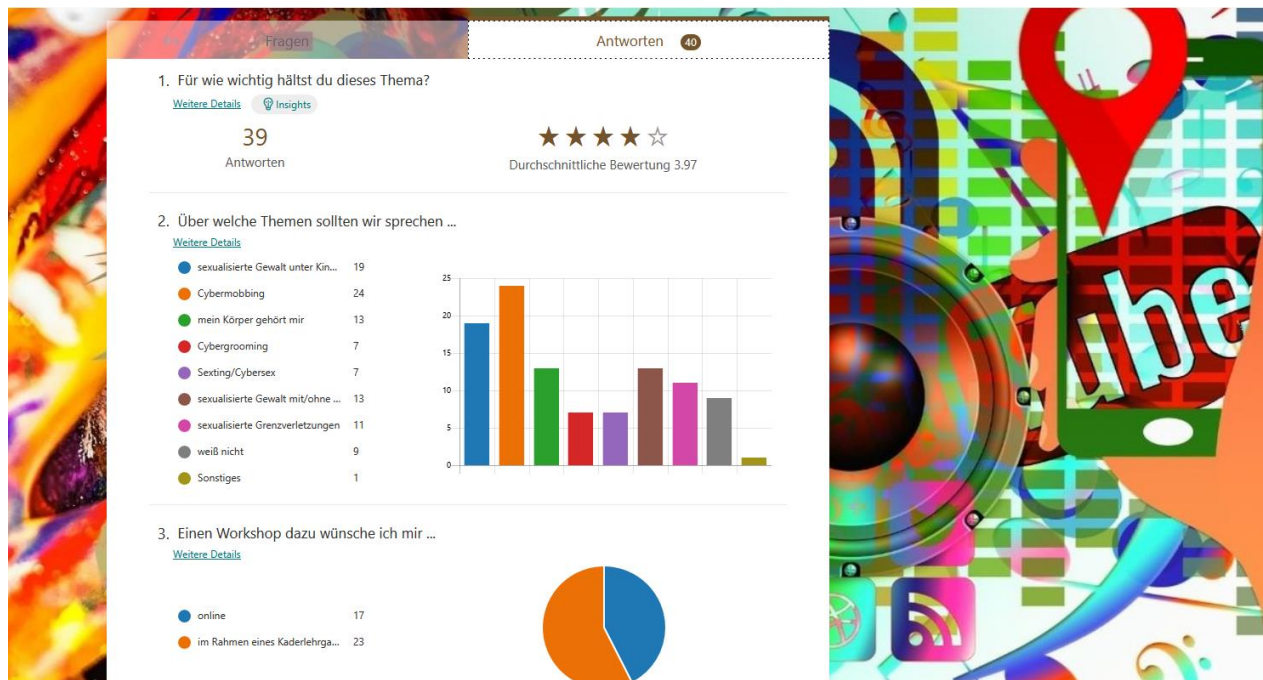 Fragen
Antworten 40
1. Für wie wichtig hältst du dieses Thema?
Weitere Details Insights
39
Antworten
Durchschnittliche Bewertung 3.97
2. Über welche Themen sollten wir sprechen ...
Weitere Details
sexualisierte Gewalt unter Kin... 19
Cybermobbing 24
mein Körper gehört mir 13
Cybergrooming 7
Sexting/Cybersex 7
sexualisierte Gewalt mit/ohne ... 13
sexualisierte Grenzverletzungen 11
weiß nicht 9
Sonstiges 1
25
20
15
10
5
0
3. Einen Workshop dazu wünsche ich mir ...
Weitere Details
online 17
im Rahmen eines Kaderlehrga... 23
ube